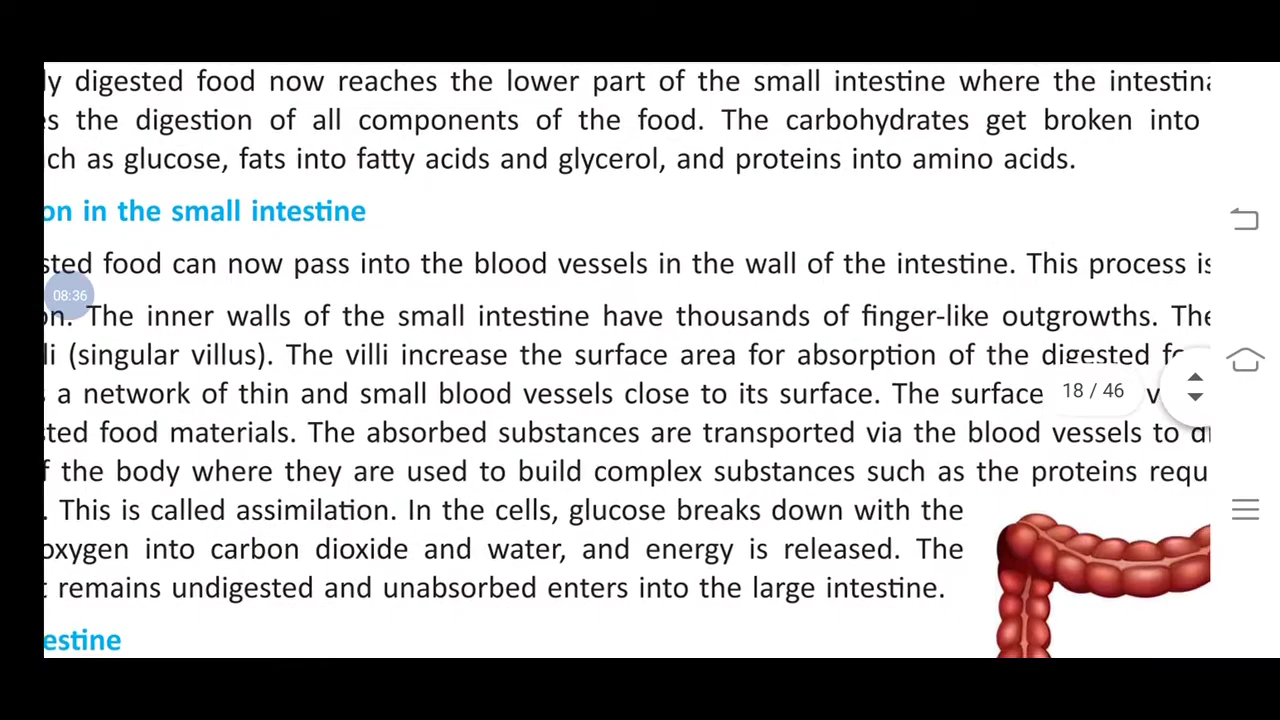 ly digested food now reaches the lower part of the small intestine where the
es the digestion of all components of the food. The carbohydrates get broken into
ch as glucose, fats into fatty acids and glycerol, and proteins into amino acids.
on in the small intestine
sted food can now pass into the blood vessels in the wall of the intestine. This process is
08:36
on. The inner walls of the small intestine have thousands of finger-like outgrowths.
li (singular villus). The villi increase the surface area for absorption of the digested
a network of thin and small blood vessels close to its surface. The surface
18 / 46
sted food materials. The absorbed substances are transported via the blood vessels to
f the body where they are used to build complex substances such as the proteins requ
. This is called assimilation. In the cells, glucose breaks down with the
oxygen into carbon dioxide and water, and energy is released. The
remains undigested and unabsorbed enters into the large intestine.
estine